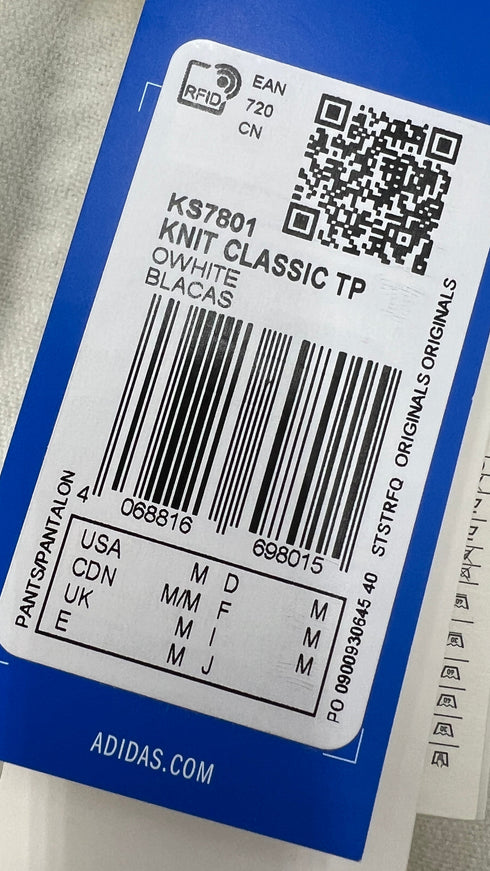 RFID
EAN
720
CN
KS7801
KNIT CLASSIC TP
OWHITE
BLACAS
4 068816 698015
PANTS/PANTALON
USA M D M
CDN M/M F M
UK M I M
E M J
PO 0900930645 40 STSTRFQ ORIGINALS ORIGINALS
ADIDAS.COM